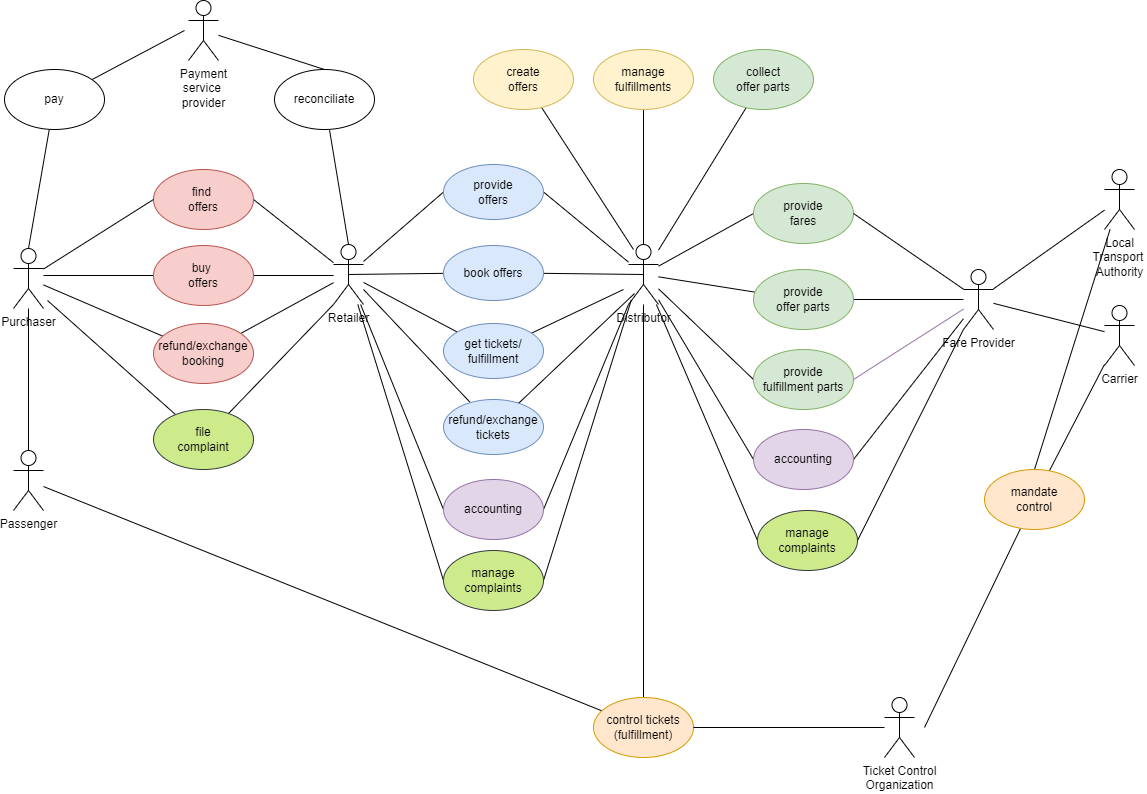 Payment
service
provider
pay
reconciliate
create
offers
manage
fulfillments
collect
offer parts
find
offers
provide
offers
provide
fares
buy
offers
book offers
provide
offer parts
Local
Transport
Authority
Purchaser
Retailer
Distributor
Fare Provider
refund/exchange
booking
get tickets/
fulfillment
provide
fulfillment parts
Carrier
file
complaint
refund/exchange
tickets
accounting
accounting
mandate
control
Passenger
manage
complaints
manage
complaints
control tickets
(fulfillment)
Ticket Control
Organization